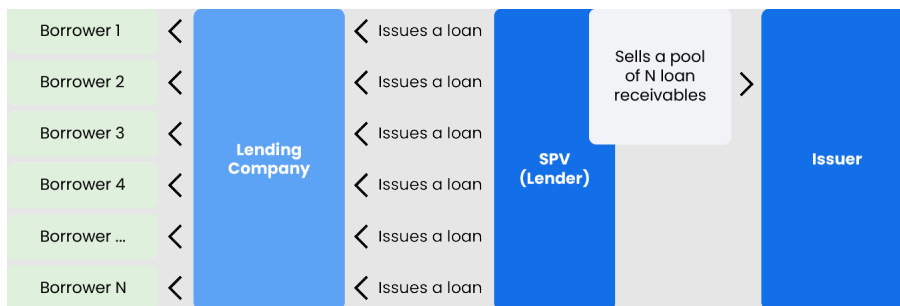 Borrower 1
Issues a loan
Sells a pool
of N loan
receivables
Borrower 2
Issues a loan
Borrower 3
Issues a loan
Lending
Company
SPV
(Lender)
Issuer
Borrower 4
Issues a loan
Borrower ...
Issues a loan
Borrower N
Issues a loan